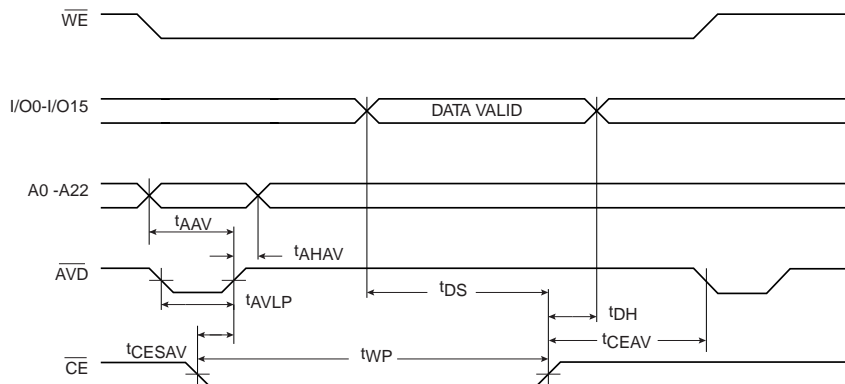 WE
I/O0-I/O15
DATA VALID
A0 -A22
tAAV
tAHAV
AVD
tAVLP
tDS
tDH
tCESAV
tWP
tCEAV
CE